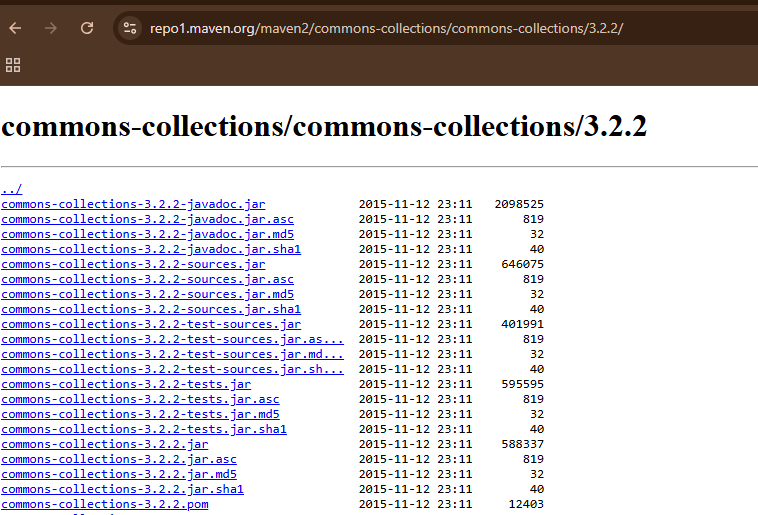 repo1.maven.org/maven2/commons-collections/commons-collections/3.2.2/
commons-collections/commons-collections/3.2.2
../
commons-collections-3.2.2-javadoc.jar 2015-11-12 23:11 2098525
commons-collections-3.2.2-javadoc.jar.asc 2015-11-12 23:11 819
commons-collections-3.2.2-javadoc.jar.md5 2015-11-12 23:11 32
commons-collections-3.2.2-javadoc.jar.sha1 2015-11-12 23:11 40
commons-collections-3.2.2-sources.jar 2015-11-12 23:11 646075
commons-collections-3.2.2-sources.jar.asc 2015-11-12 23:11 819
commons-collections-3.2.2-sources.jar.md5 2015-11-12 23:11 32
commons-collections-3.2.2-sources.jar.sha1 2015-11-12 23:11 40
commons-collections-3.2.2-test-sources.jar 2015-11-12 23:11 401991
commons-collections-3.2.2-test-sources.jar.as... 2015-11-12 23:11 819
commons-collections-3.2.2-test-sources.jar.md... 2015-11-12 23:11 32
commons-collections-3.2.2-test-sources.jar.sh... 2015-11-12 23:11 40
commons-collections-3.2.2-tests.jar 2015-11-12 23:11 595595
commons-collections-3.2.2-tests.jar.asc 2015-11-12 23:11 819
commons-collections-3.2.2-tests.jar.md5 2015-11-12 23:11 32
commons-collections-3.2.2-tests.jar.sha1 2015-11-12 23:11 40
commons-collections-3.2.2.jar 2015-11-12 23:11 588337
commons-collections-3.2.2.jar.asc 2015-11-12 23:11 819
commons-collections-3.2.2.jar.md5 2015-11-12 23:11 32
commons-collections-3.2.2.jar.sha1 2015-11-12 23:11 40
commons-collections-3.2.2.pom 2015-11-12 23:11 12403